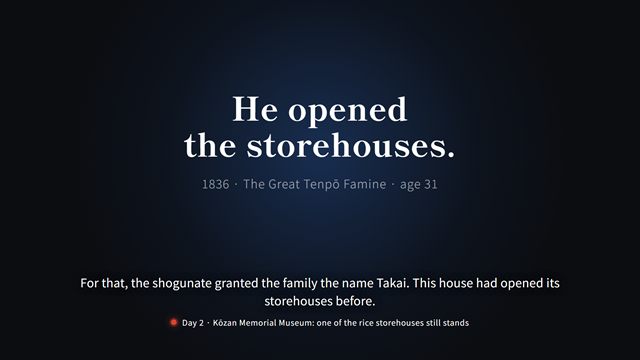 He opened
the storehouses.
1836 · The Great Tenpō Famine · age 31
For that, the shogunate granted the family the name Takai. This house had opened its
storehouses before.
Day 2 · Kōzan Memorial Museum: one of the rice storehouses still stands